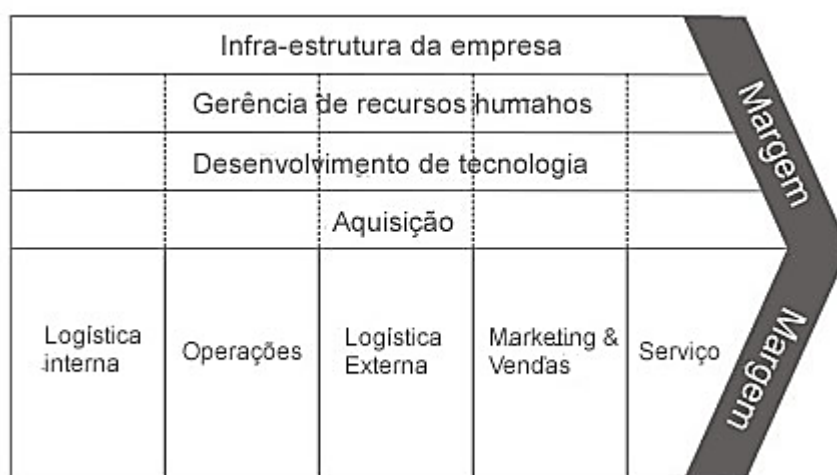 Infra-estrutura da empresa
Gerência de recursos humahos
Desenvolvimento de tecnologia
Aquisição
Logística
interna
Operações
Logística
Externa
Marketing &
Vendas
Serviço
Margem
Margem